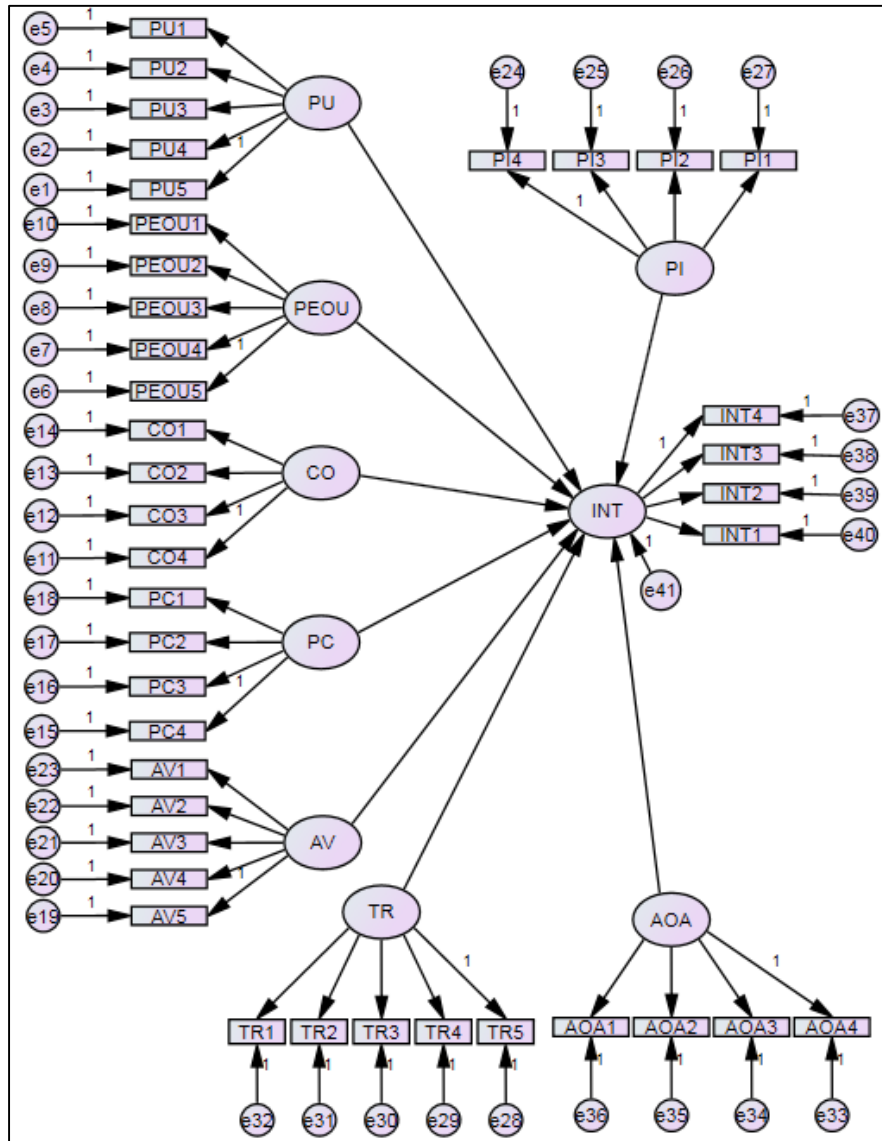 e5 1 PU1
e4 1 PU2
e3 1 PU3
e2 1 PU4
e1 1 PU5
1
PU
e10 1 PEOU1
e9 1 PEOU2
e8 1 PEOU3
e7 1 PEOU4
e6 1 PEOU5
1
PEOU
e14 1 CO1
e13 1 CO2
e12 1 CO3
e11 1 CO4
1
CO
e18 1 PC1
e17 1 PC2
e16 1 PC3
e15 1 PC4
1
PC
e23 1 AV1
e22 1 AV2
e21 1 AV3
e20 1 AV4
e19 1 AV5
1
AV
e24 e25 e26 e27
1 1 1 1
PI4 PI3 PI2 PI1
1
PI
INT
1
INT4 1 e37
INT3 1 e38
INT2 1 e39
INT1 1 e40
1
e41
TR
1
TR1 TR2 TR3 TR4 TR5
1 1 1 1 1
e32 e31 e30 e29 e28
AOA
1
AOA1 AOA2 AOA3 AOA4
1 1 1 1
e36 e35 e34 e33